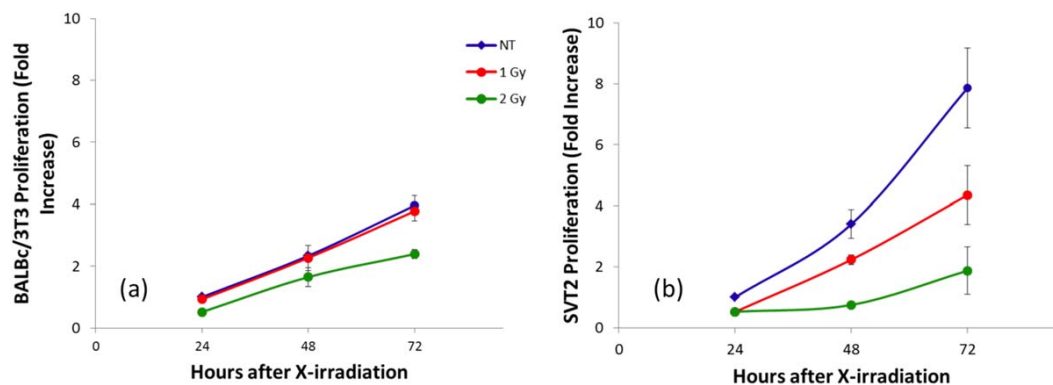 BALBc/3T3 Proliferation (Fold
Increase)
10
8
6
4
2
0
0
24
48
72
Hours after X-irradiation
(a)
NT
1 Gy
2 Gy
SVT2 Proliferation (Fold Increase)
10
8
6
4
2
0
0
24
48
72
Hours after X-irradiation
(b)